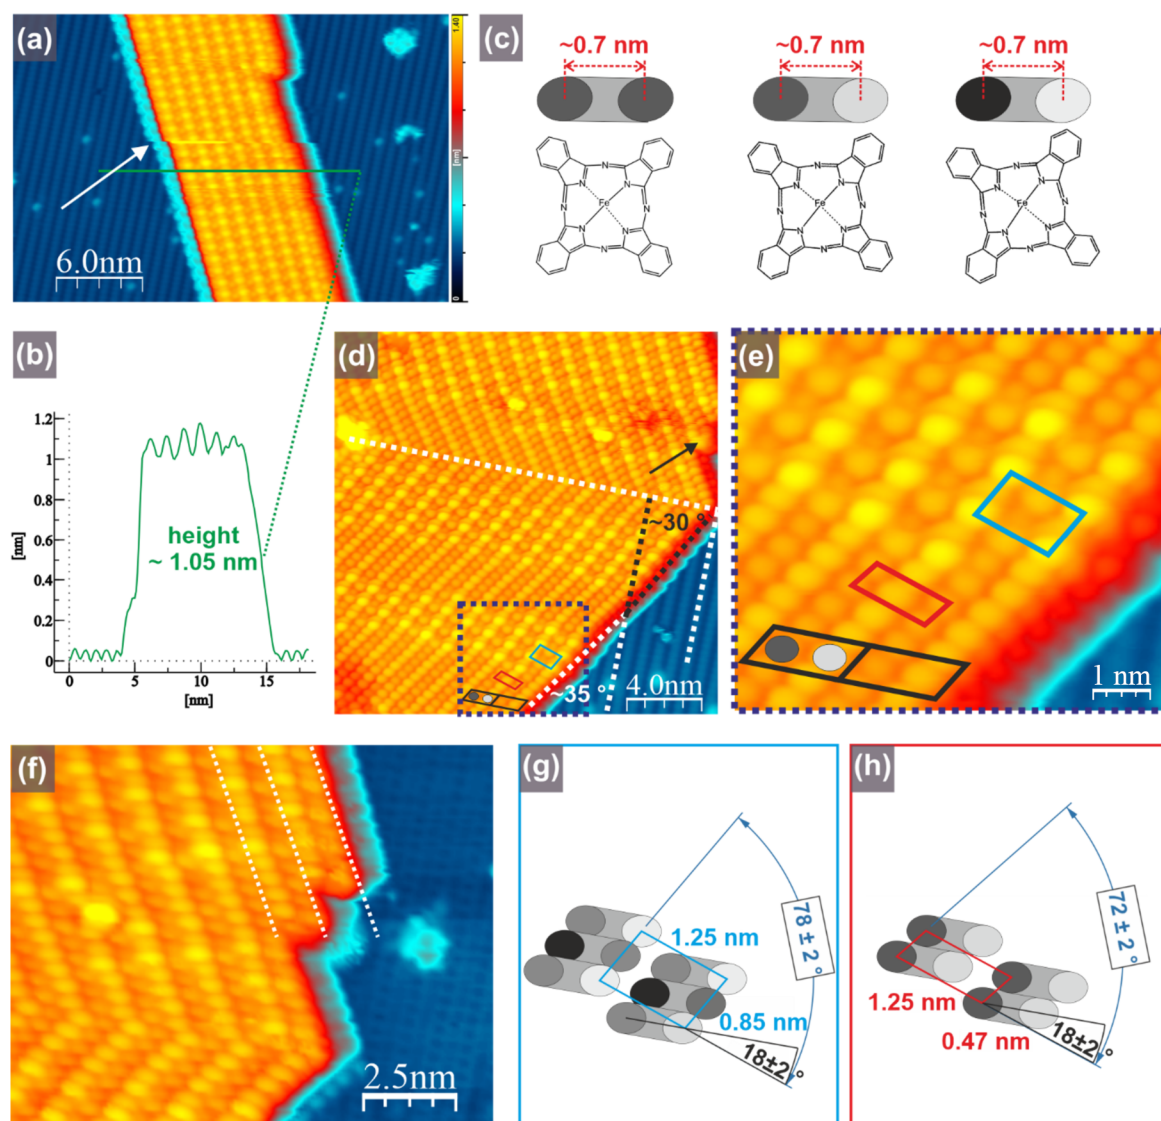 (a)
1.40
[nm]
0
6.0nm
(c)
~0.7 nm
~0.7 nm
~0.7 nm
N
N
N
N
Fe
N
N
N
N
N
N
N
N
Fe
N
N
N
N
N
N
N
N
Fe
N
N
N
N
(b)
1.2
1
0.8
0.6
0.4
0.2
0
[nm]
height
~ 1.05 nm
0
5
10
15
[nm]
(d)
~30 °
~35 °
4.0nm
(e)
1 nm
(f)
2.5nm
(g)
1.25 nm
0.85 nm
18±2 °
78 ± 2 °
(h)
1.25 nm
0.47 nm
18±2 °
72 ± 2 °